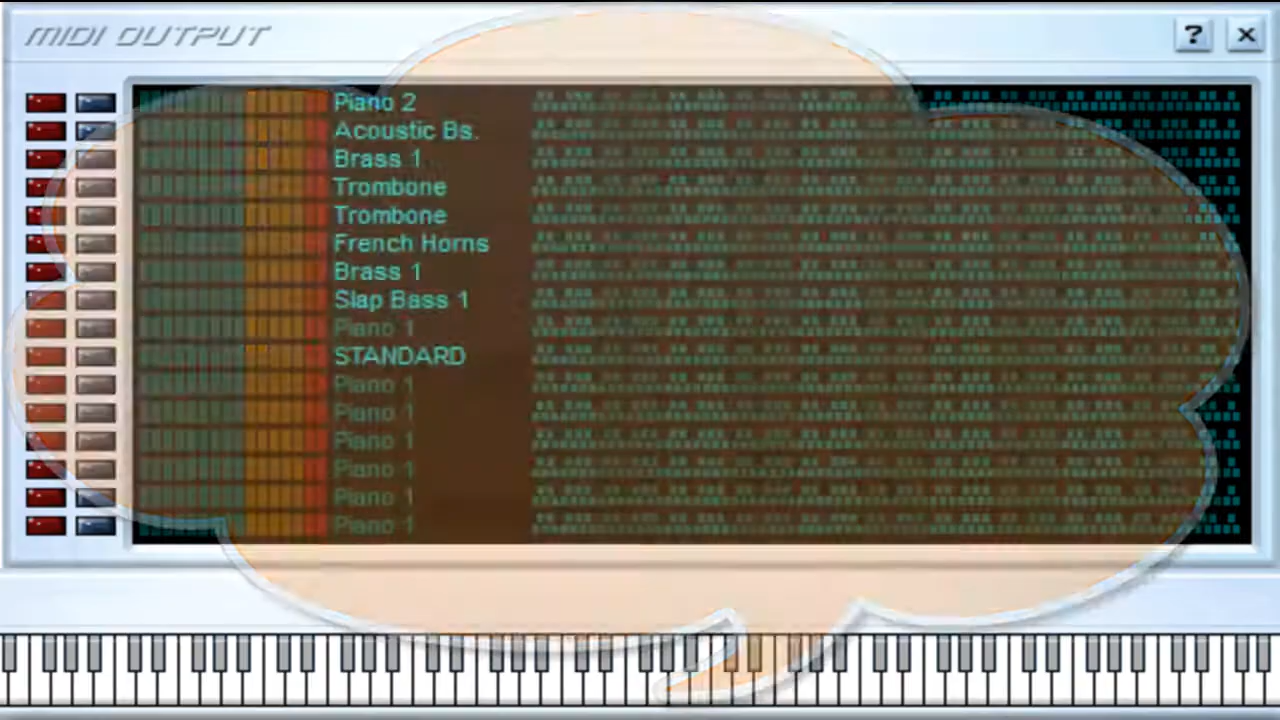 MIDI OUTPUT
? ×
Piano 2
Acoustic Bs.
Brass 1
Trombone
Trombone
French Horns
Brass 1
Slap Bass 1
Piano 1
STANDARD
Piano 1
Piano 1
Piano 1
Piano 1
Piano 1
Piano 1